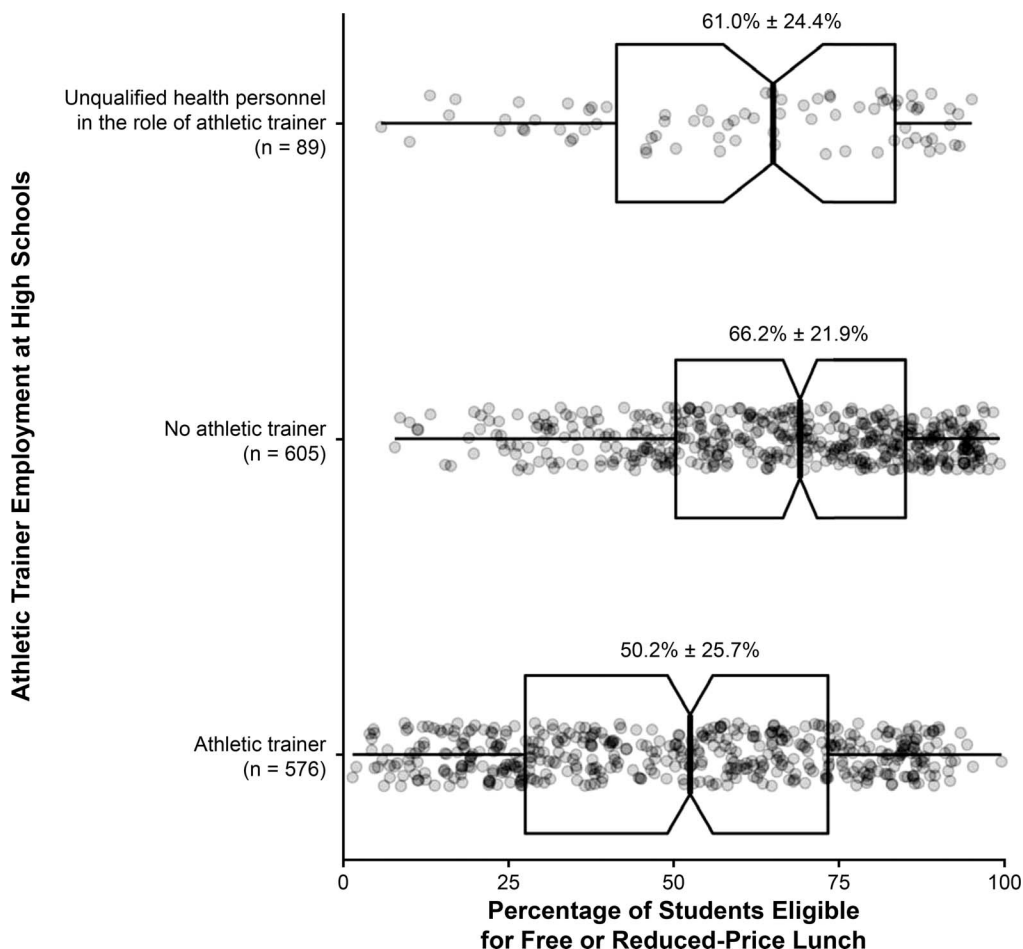 Athletic Trainer Employment at High Schools
61.0% ± 24.4%
Unqualified health personnel
in the role of athletic trainer
(n = 89)
66.2% ± 21.9%
No athletic trainer
(n = 605)
50.2% ± 25.7%
Athletic trainer
(n = 576)
0 25 50 75 100
Percentage of Students Eligible
for Free or Reduced-Price Lunch